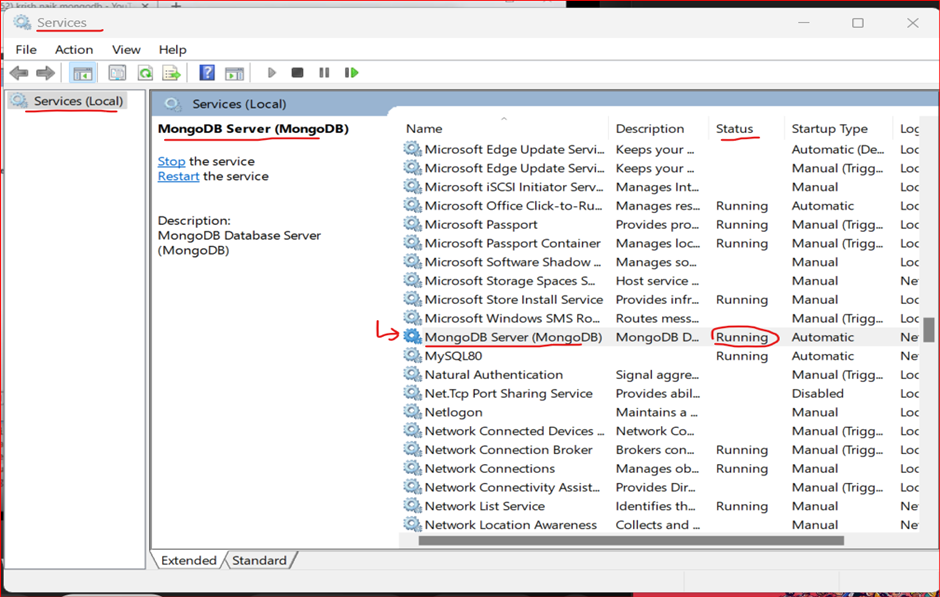 krish naik mongodb - You
Services
File Action View Help
Services (Local)
Services (Local)
MongoDB Server (MongoDB)
Stop the service
Restart the service
Description:
MongoDB Database Server
(MongoDB)
Name Description Status Startup Type Log
Microsoft Edge Update Servi... Keeps your ... Automatic (De... Loc
Microsoft Edge Update Servi... Keeps your ... Manual (Trigg... Loc
Microsoft iSCSI Initiator Serv... Manages Int... Manual Loc
Microsoft Office Click-to-Ru... Manages res... Running Automatic Loc
Microsoft Passport Provides pro... Running Manual (Trigg... Loc
Microsoft Passport Container Manages loc... Running Manual (Trigg... Loc
Microsoft Software Shadow ... Manages so... Manual Loc
Microsoft Storage Spaces S... Host service ... Manual Ne
Microsoft Store Install Service Provides infr... Running Manual Loc
Microsoft Windows SMS Ro... Routes mess... Manual (Trigg... Loc
MongoDB Server (MongoDB) MongoDB D... Running Automatic Ne
MySQL80 Running Automatic Ne
Natural Authentication Signal aggre... Manual (Trigg... Loc
Net.Tcp Port Sharing Service Provides abil... Disabled Loc
Netlogon Maintains a ... Manual Loc
Network Connected Devices ... Network Co... Manual (Trigg... Loc
Network Connection Broker Brokers con... Running Manual (Trigg... Loc
Network Connections Manages ob... Running Manual Loc
Network Connectivity Assist... Provides Dir... Manual (Trigg... Loc
Network List Service Identifies th... Running Manual Loc
Network Location Awareness Collects and ... Manual Ne
Extended Standard